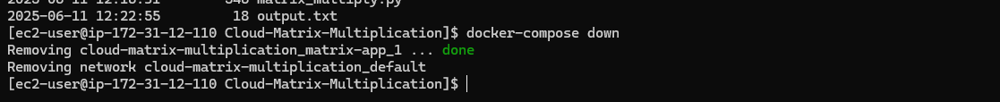 2025-06-11 12:18:51        546 matrix_multiply.py
2025-06-11 12:22:55         18 output.txt
[ec2-user@ip-172-31-12-110 Cloud-Matrix-Multiplication]$ docker-compose down
Removing cloud-matrix-multiplication_matrix-app_1 ... done
Removing network cloud-matrix-multiplication_default
[ec2-user@ip-172-31-12-110 Cloud-Matrix-Multiplication]$